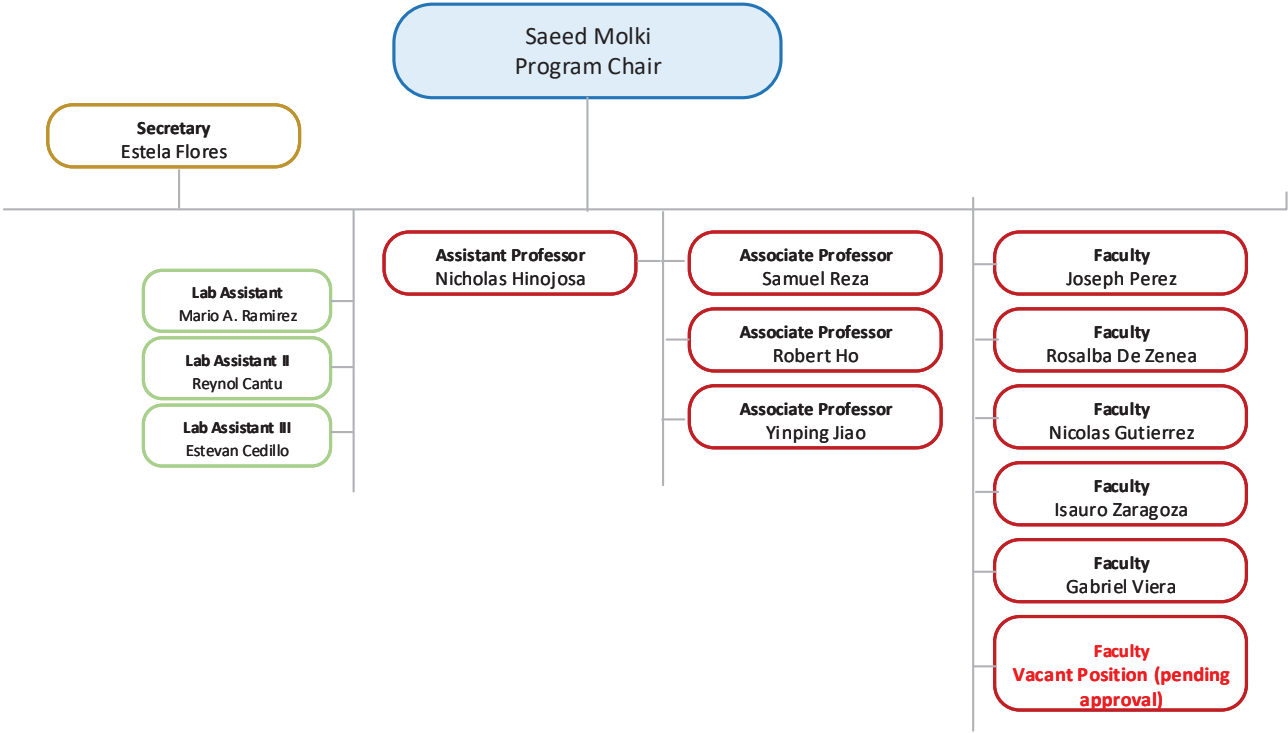 Saeed Molki
Program Chair
Secretary
Estela Flores
Lab Assistant
Mario A. Ramirez
Lab Assistant II
Reynol Cantu
Lab Assistant III
Estevan Cedillo
Assistant Professor
Nicholas Hinojosa
Associate Professor
Samuel Reza
Associate Professor
Robert Ho
Associate Professor
Yinping Jiao
Faculty
Joseph Perez
Faculty
Rosalba De Zenea
Faculty
Nicolas Gutierrez
Faculty
Isauro Zaragoza
Faculty
Gabriel Viera
Faculty
Vacant Position (pending
approval)